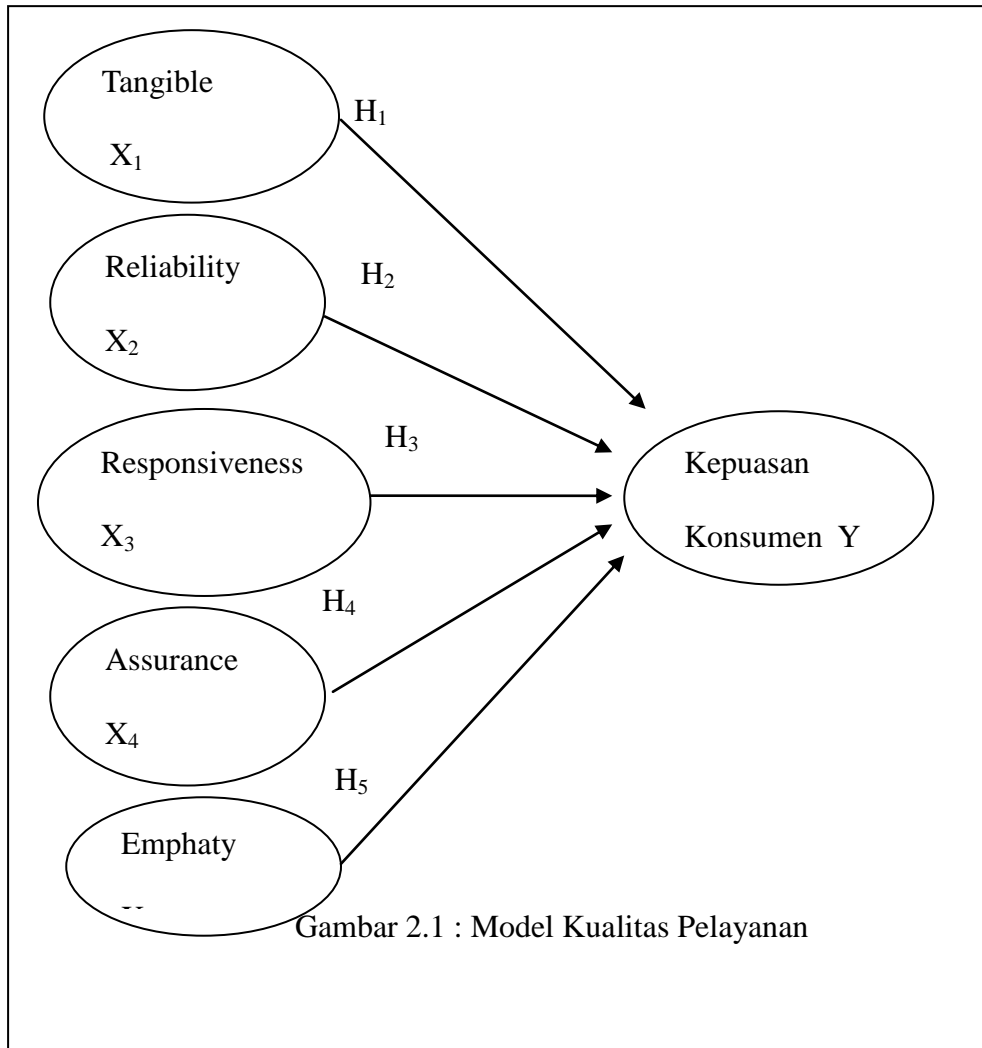 Tangible
X₁
H₁
Reliability
X₂
H₂
Responsiveness
X₃
H₃
Kepuasan
Konsumen Y
Assurance
X₄
H₄
Emphaty
H₅
Gambar 2.1 : Model Kualitas Pelayanan